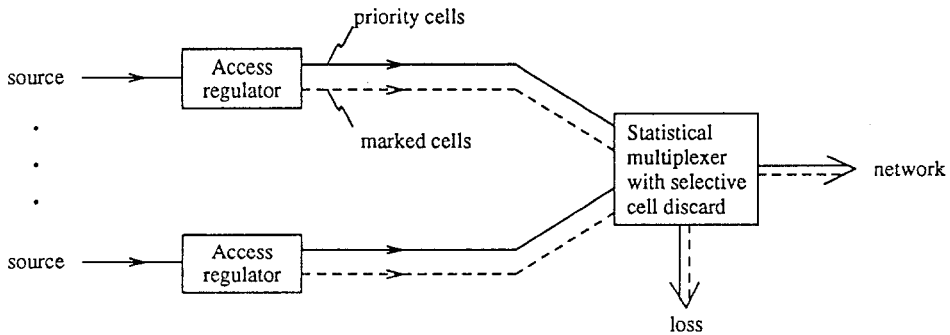 priority cells
source
Access
regulator
marked cells
Statistical
multiplexer
with selective
cell discard
network
source
Access
regulator
loss